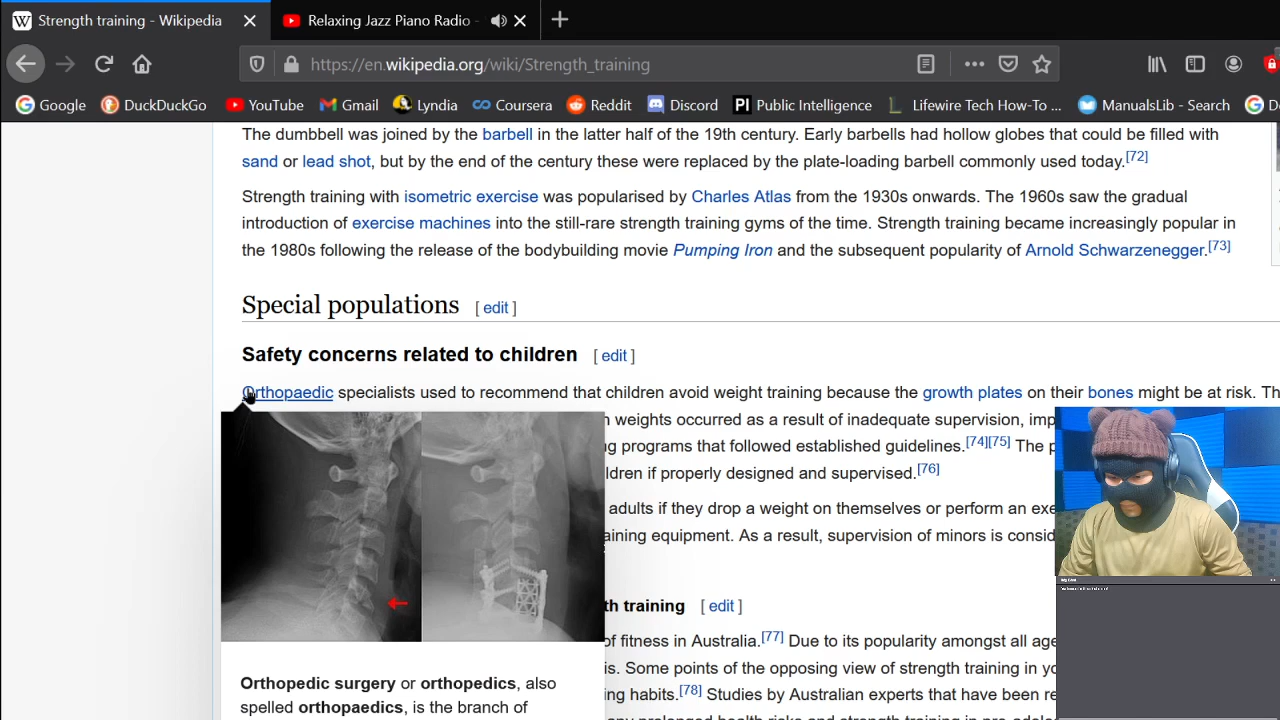 Strength training - Wikipedia
Relaxing Jazz Piano Radio -
https://en.wikipedia.org/wiki/Strength_training
Google DuckDuckGo YouTube Gmail Lyndia Coursera Reddit Discord PI Public Intelligence L Lifewire Tech How-To ... ManualsLib - Search G D
The dumbbell was joined by the barbell in the latter half of the 19th century. Early barbells had hollow globes that could be filled with
sand or lead shot, but by the end of the century these were replaced by the plate-loading barbell commonly used today.[72]
Strength training with isometric exercise was popularised by Charles Atlas from the 1930s onwards. The 1960s saw the gradual
introduction of exercise machines into the still-rare strength training gyms of the time. Strength training became increasingly popular in
the 1980s following the release of the bodybuilding movie Pumping Iron and the subsequent popularity of Arnold Schwarzenegger.[73]
Special populations [ edit ]
Safety concerns related to children [ edit ]
Orthopaedic specialists used to recommend that children avoid weight training because the growth plates on their bones might be at risk. Th
weights occurred as a result of inadequate supervision, imp
g programs that followed established guidelines.[74][75] The p
ldren if properly designed and supervised.[76]
adults if they drop a weight on themselves or perform an exe
aining equipment. As a result, supervision of minors is consid
th training [ edit ]
of fitness in Australia.[77] Due to its popularity amongst all age
is. Some points of the opposing view of strength training in yo
ng habits.[78] Studies by Australian experts that have been re
Orthopedic surgery or orthopedics, also
spelled orthopaedics, is the branch of